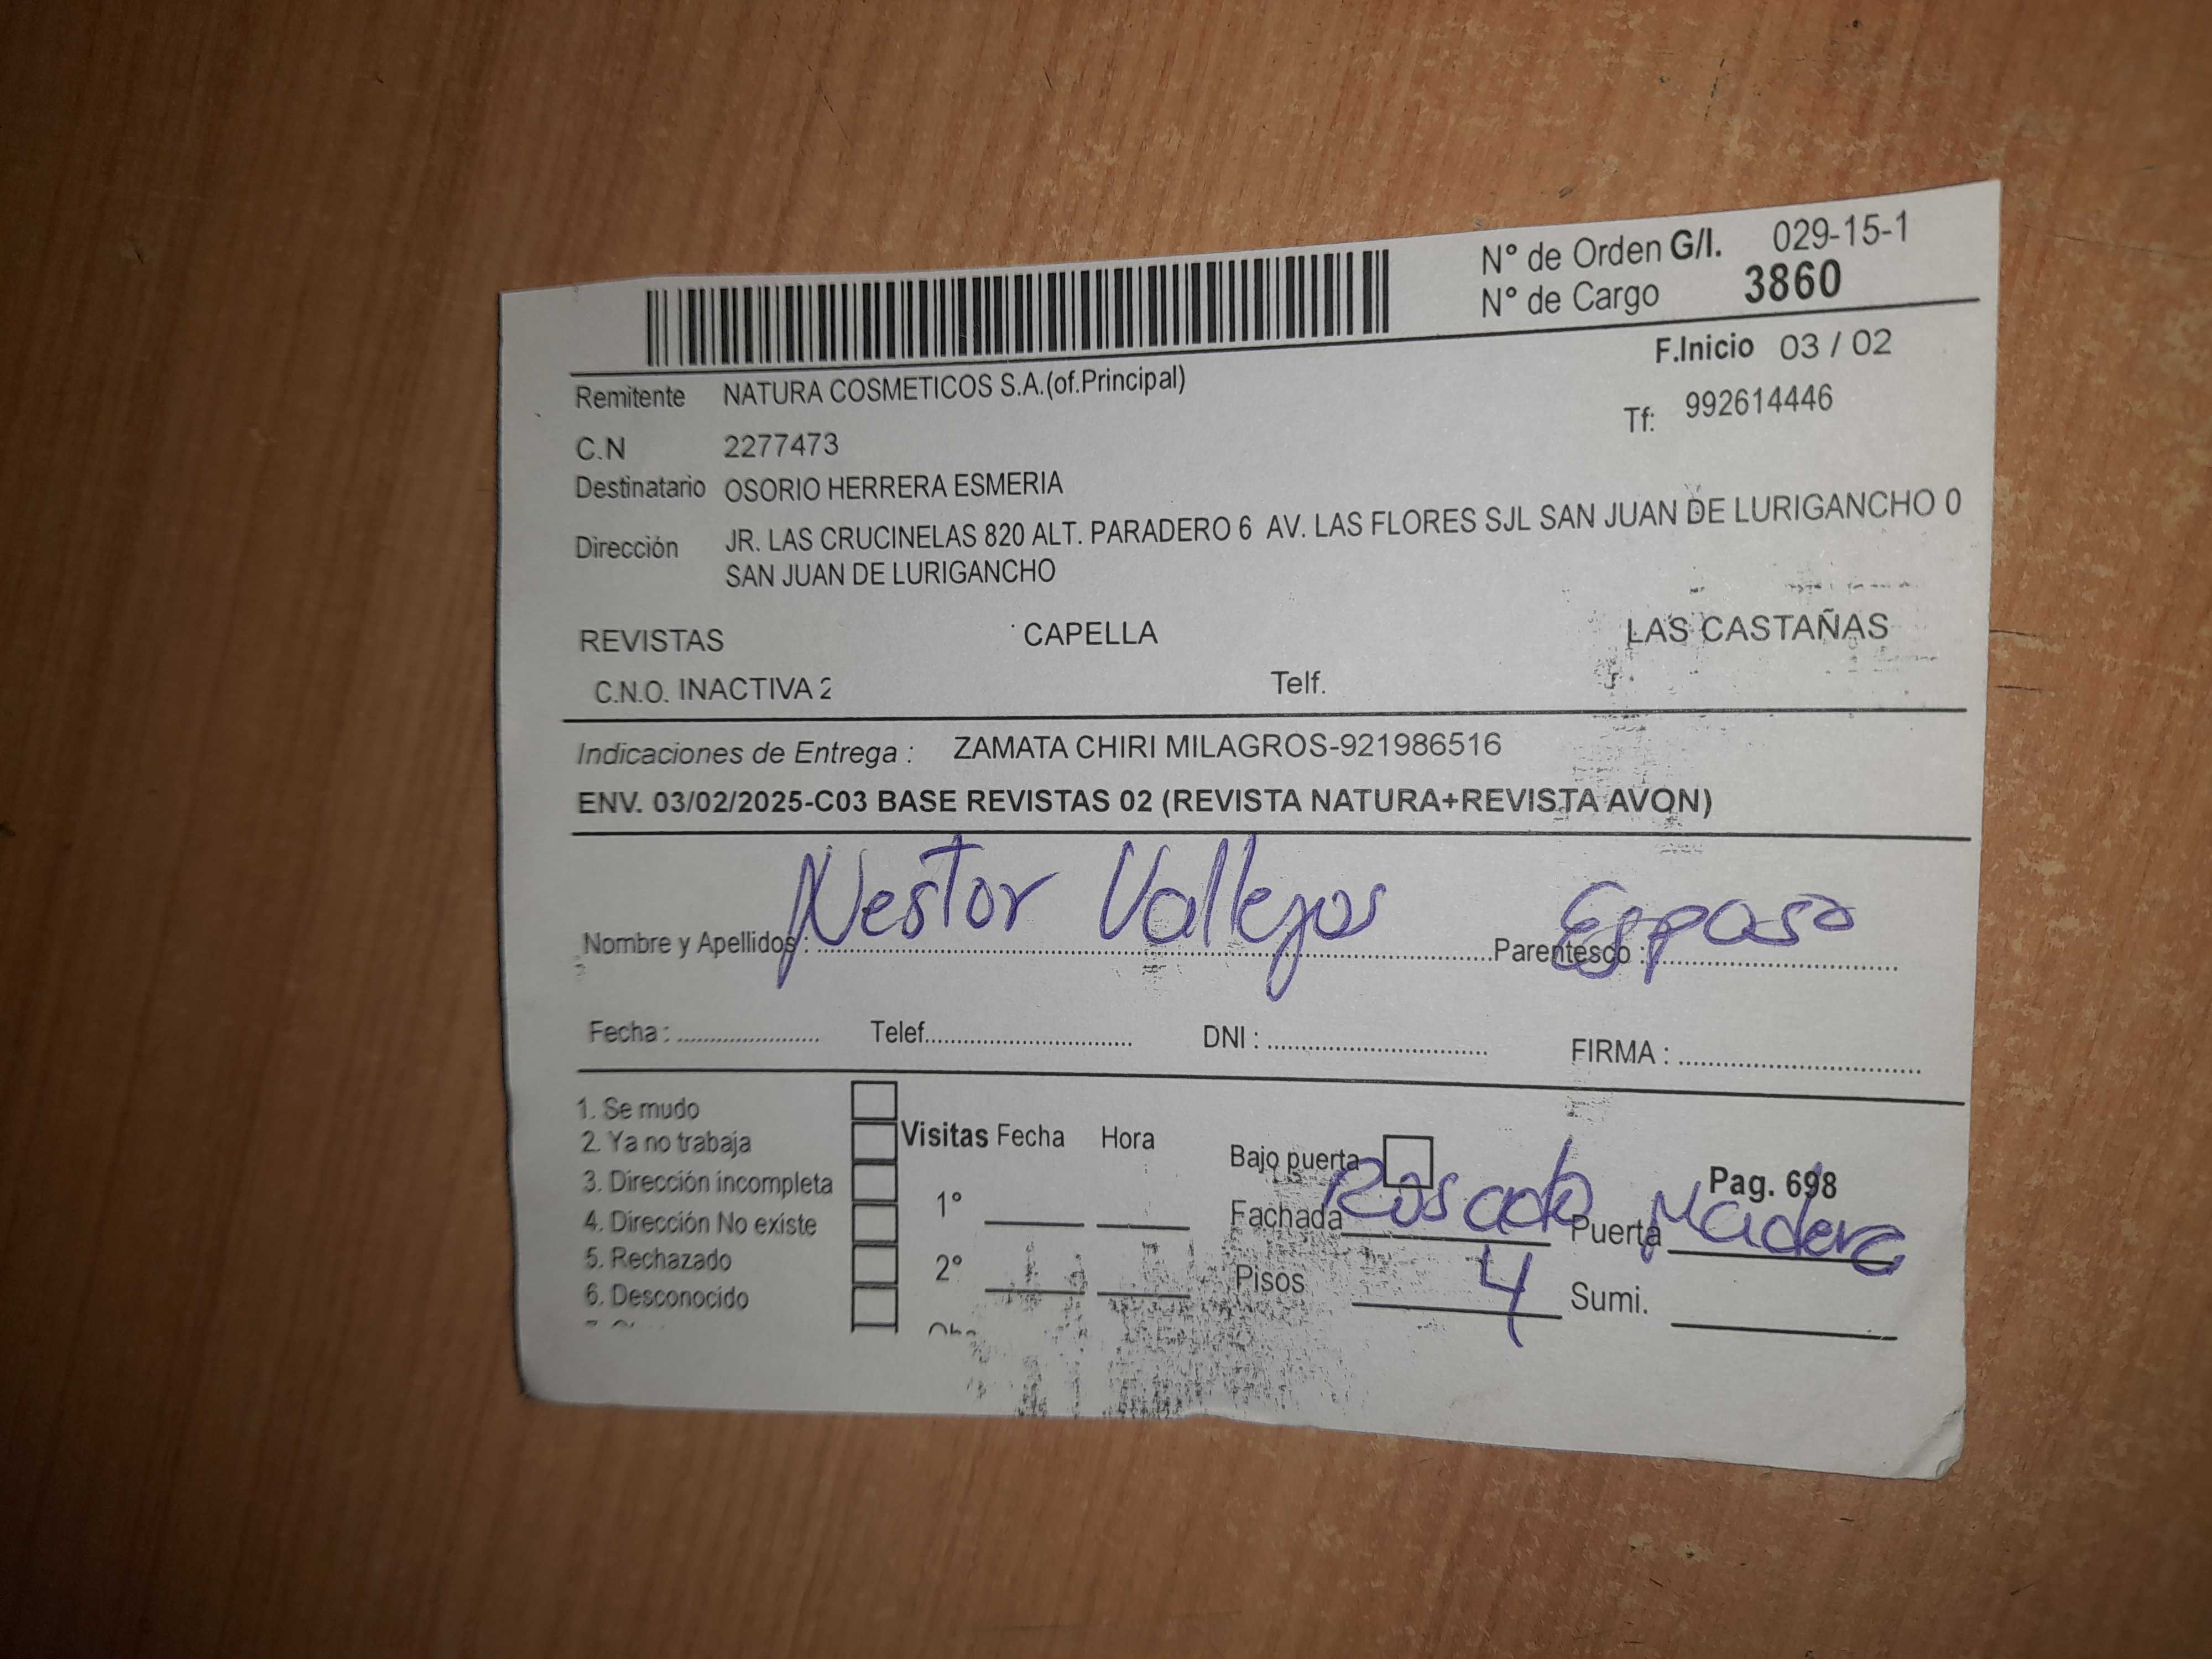 N° de Orden G/I. 029-15-1
N° de Cargo 3860
F.Inicio 03 / 02
Remitente NATURA COSMETICOS S.A.(of.Principal)
Tf: 992614446
C.N 2277473
Destinatario OSORIO HERRERA ESMERIA
Dirección JR. LAS CRUCINELAS 820 ALT. PARADERO 6 AV. LAS FLORES SJL SAN JUAN DE LURIGANCHO 0
SAN JUAN DE LURIGANCHO
REVISTAS CAPELLA LAS CASTAÑAS
C.N.O. INACTIVA 2 Telf.
Indicaciones de Entrega : ZAMATA CHIRI MILAGROS-921986516
ENV. 03/02/2025-C03 BASE REVISTAS 02 (REVISTA NATURA+REVISTA AVON)
Nombre y Apellidos : Nestor Vallejos Parentesco : Esposo
Fecha : Telef. DNI : FIRMA :
1. Se mudo
2. Ya no trabaja
3. Dirección incompleta
4. Dirección No existe
5. Rechazado
6. Desconocido
Visitas Fecha Hora
1°
2°
Bajo puerta Pag. 698
Fachada Rosado Puerta Madera
Pisos 4 Sumi.